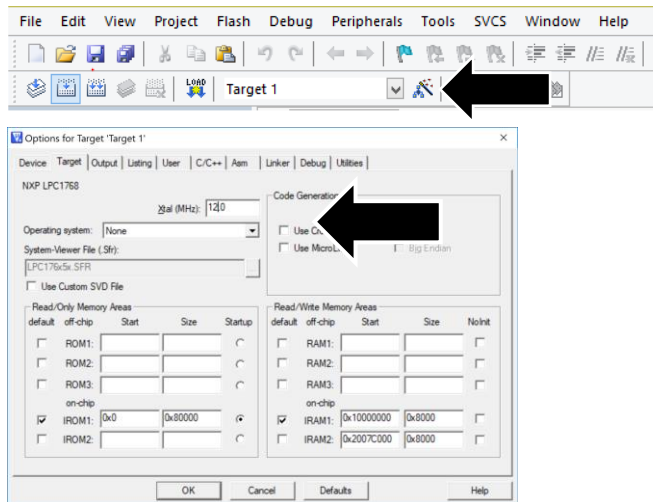 File Edit View Project Flash Debug Peripherals Tools SVCS Window Help
LOAD Target 1
Options for Target 'Target 1'
Device Target Output Listing User C/C++ Asm Linker Debug Utilities
NXP LPC1768
Xtal (MHz): 12.0
Code Generation
Operating system: None
Use
Use MicroL
Big Endian
System-Viewer File (.Sfr):
LPC176x5x.SFR
...
Use Custom SVD File
Read/Only Memory Areas
default off-chip Start Size Startup
ROM1:
ROM2:
ROM3:
on-chip
IROM1: 0x0 0x80000
IROM2:
Read/Write Memory Areas
default off-chip Start Size NoInit
RAM1:
RAM2:
RAM3:
on-chip
IRAM1: 0x10000000 0x8000
IRAM2: 0x2007C000 0x8000
OK Cancel Defaults Help